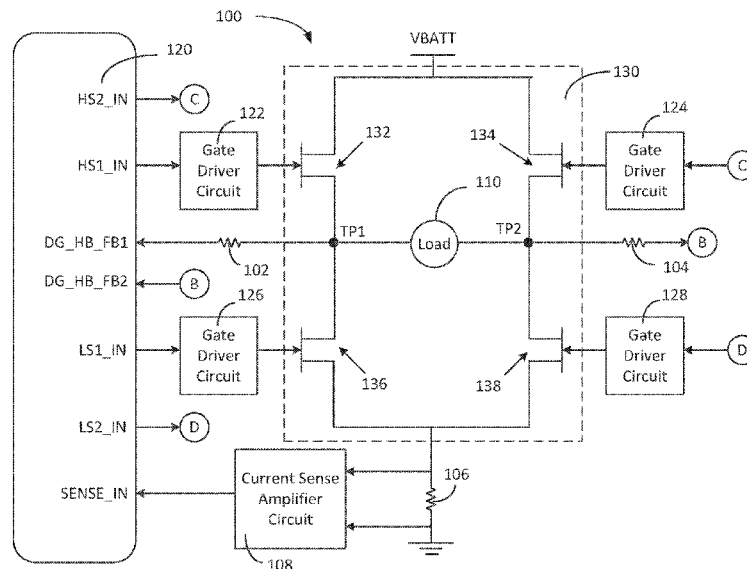 100
VBATT
120
130
HS2_IN
C
122
124
HS1_IN
Gate
Driver
Circuit
132
134
Gate
Driver
Circuit
C
110
TP1
Load
TP2
DG_HB_FB1
102
104
B
DG_HB_FB2
B
126
128
LS1_IN
Gate
Driver
Circuit
136
138
Gate
Driver
Circuit
D
LS2_IN
D
SENSE_IN
Current Sense
Amplifier
Circuit
106
108